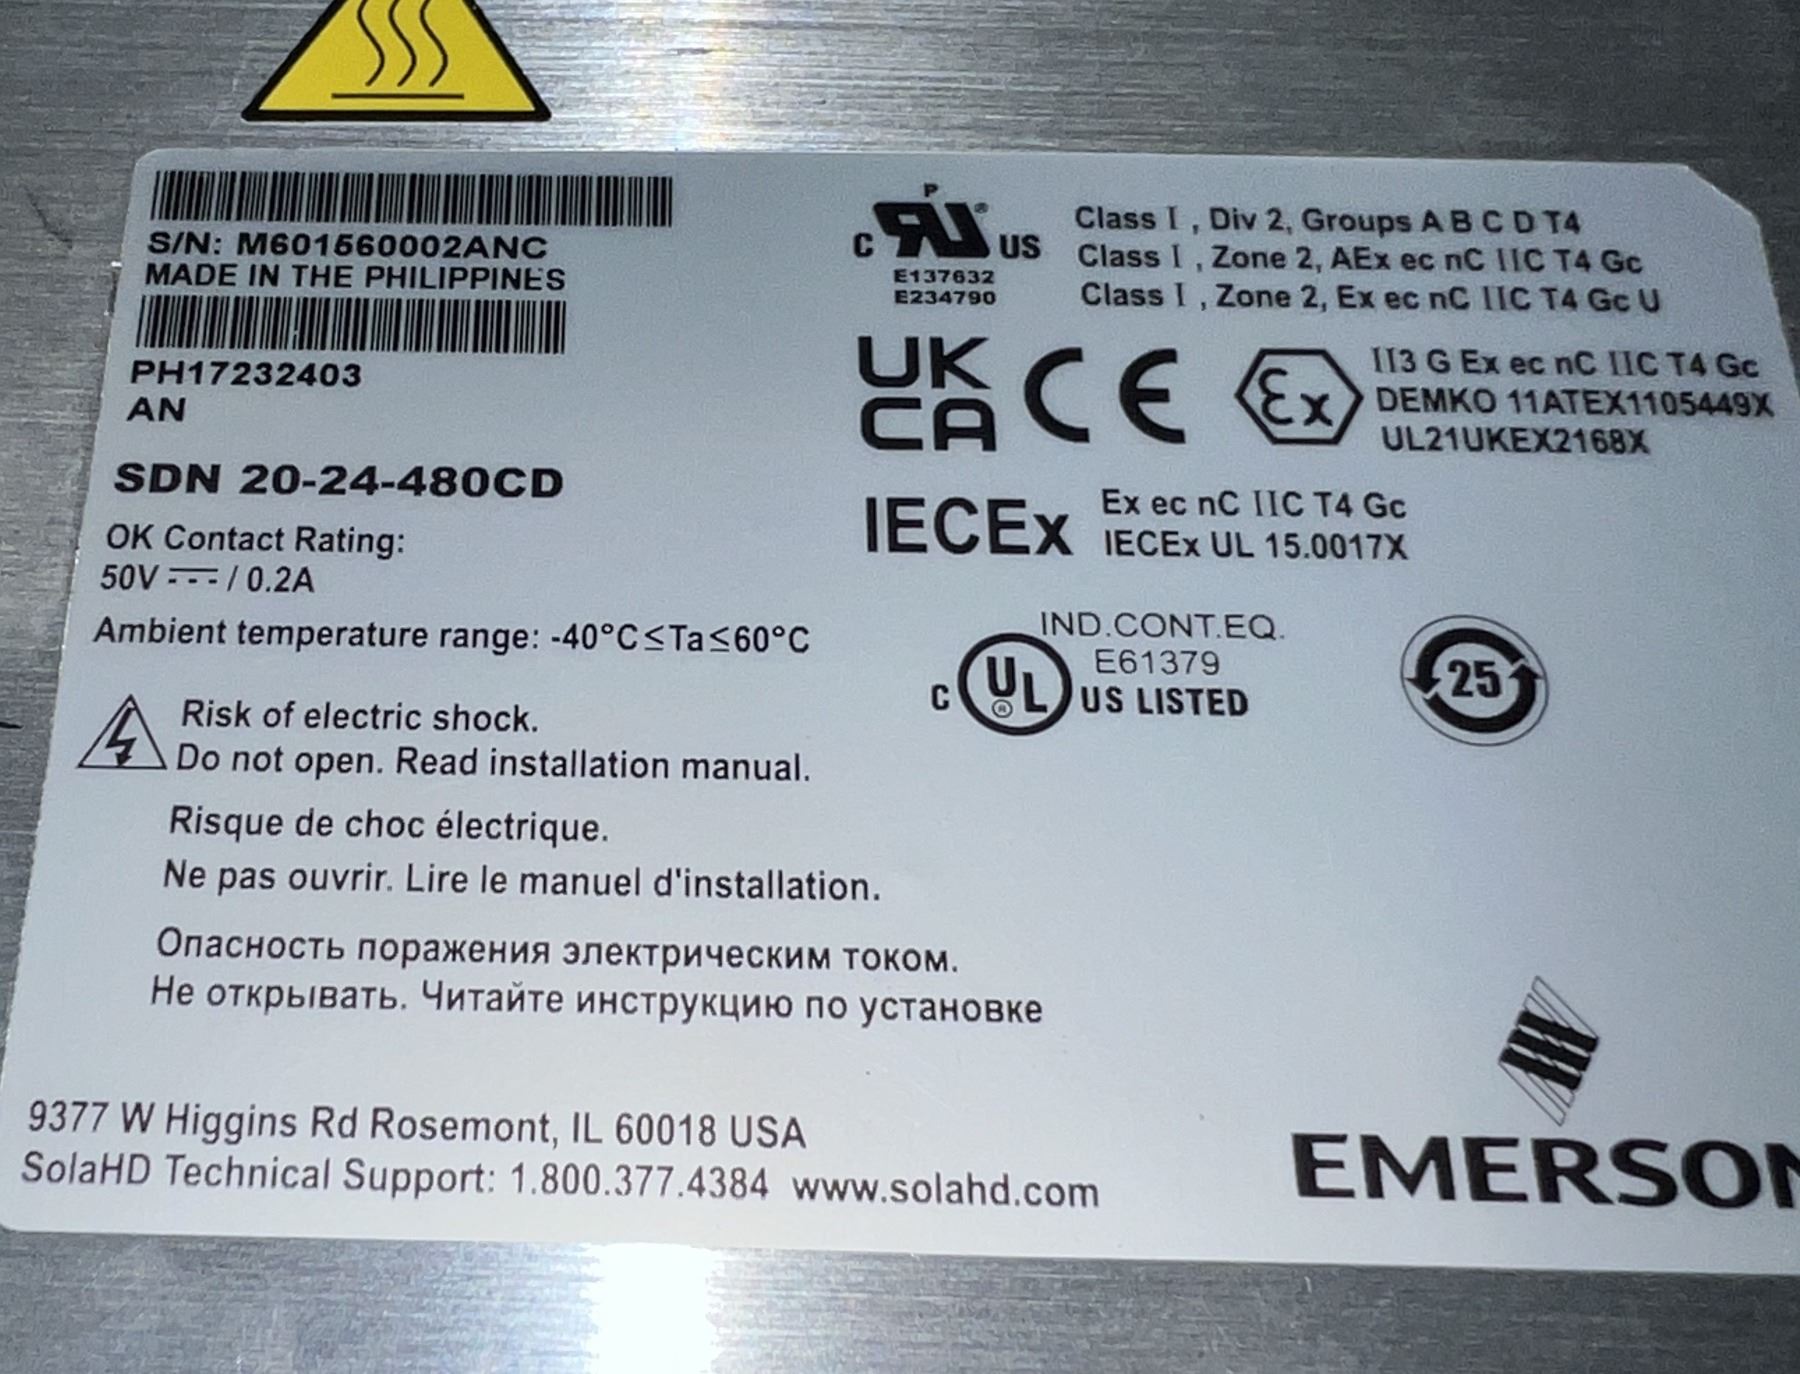 S/N: M601560002ANC
MADE IN THE PHILIPPINES
PH17232403
AN
SDN 20-24-480CD
OK Contact Rating:
50V ⎓ / 0.2A
Ambient temperature range: -40°C≤Ta≤60°C
Risk of electric shock.
Do not open. Read installation manual.
Risque de choc électrique.
Ne pas ouvrir. Lire le manuel d'installation.
Опасность поражения электрическим током.
Не открывать. Читайте инструкцию по установке
9377 W Higgins Rd Rosemont, IL 60018 USA
SolaHD Technical Support: 1.800.377.4384 www.solahd.com
P
C RU® US
E137632
E234790
Class I , Div 2, Groups A B C D T4
Class I , Zone 2, AEx ec nC IIC T4 Gc
Class I , Zone 2, Ex ec nC IIC T4 Gc U
UK
CA
CE
Ex
II3 G Ex ec nC IIC T4 Gc
DEMKO 11ATEX1105449X
UL21UKEX2168X
IECEx
Ex ec nC IIC T4 Gc
IECEx UL 15.0017X
IND.CONT.EQ.
E61379
C UL® US LISTED
25
EMERSON